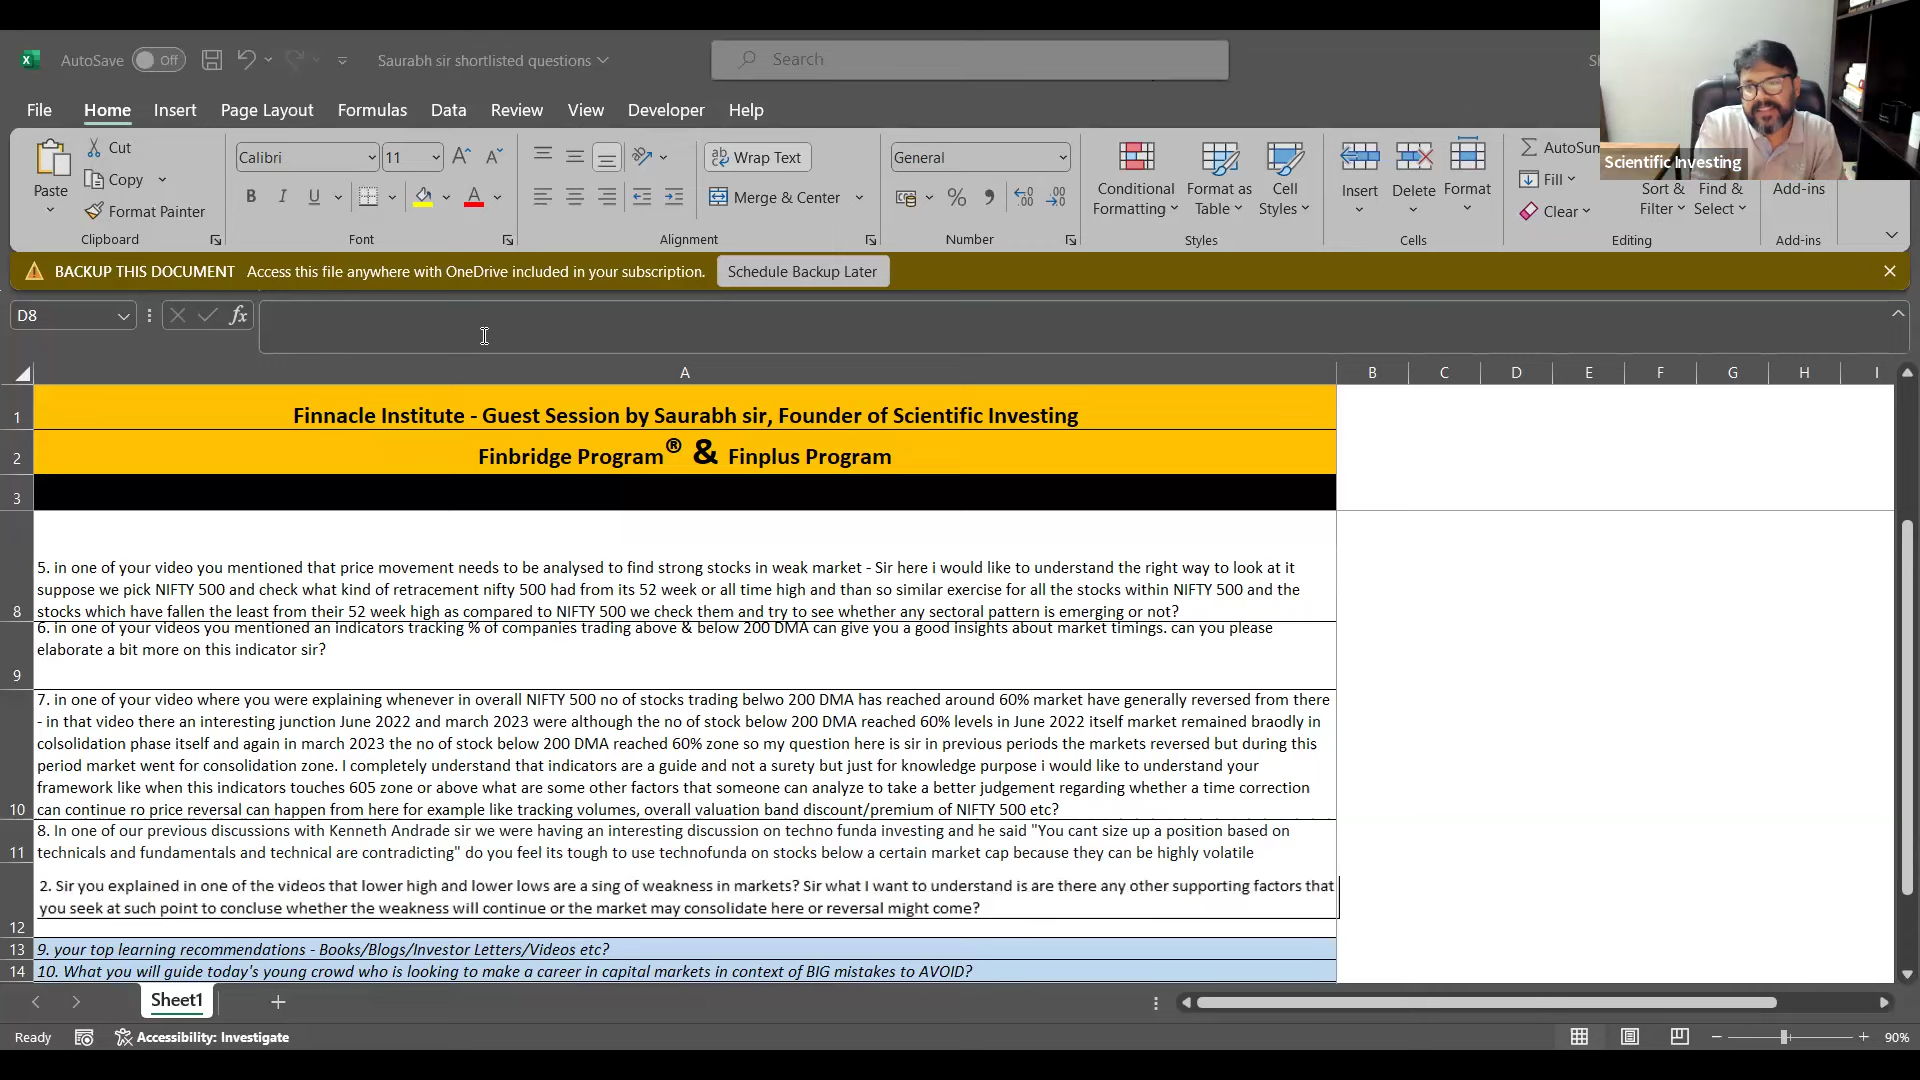 AutoSave
Off
Saurabh sir shortlisted questions
Search
File
Home
Insert
Page Layout
Formulas
Data
Review
View
Developer
Help
Paste
Cut
Copy
Format Painter
Clipboard
Calibri
11
B I U
Font
Wrap Text
Merge & Center
Alignment
General
Number
Conditional
Formatting
Format as
Table
Cell
Styles
Styles
Insert
Delete
Format
Cells
AutoSum
Fill
Clear
Sort &
Filter
Find &
Select
Editing
Add-ins
Add-ins
Scientific Investing
BACKUP THIS DOCUMENT Access this file anywhere with OneDrive included in your subscription. Schedule Backup Later
D8
fx
A B C D E F G H I
1 Finnacle Institute - Guest Session by Saurabh sir, Founder of Scientific Investing
2 Finbridge Program® & Finplus Program
3
5. in one of your video you mentioned that price movement needs to be analysed to find strong stocks in weak market - Sir here i would like to understand the right way to look at it
suppose we pick NIFTY 500 and check what kind of retracement nifty 500 had from its 52 week or all time high and than so similar exercise for all the stocks within NIFTY 500 and the
8 stocks which have fallen the least from their 52 week high as compared to NIFTY 500 we check them and try to see whether any sectoral pattern is emerging or not?
6. in one of your videos you mentioned an indicators tracking % of companies trading above & below 200 DMA can give you a good insights about market timings. can you please
elaborate a bit more on this indicator sir?
9
7. in one of your video where you were explaining whenever in overall NIFTY 500 no of stocks trading belwo 200 DMA has reached around 60% market have generally reversed from there
- in that video there an interesting junction June 2022 and march 2023 were although the no of stock below 200 DMA reached 60% levels in June 2022 itself market remained braodly in
colsolidation phase itself and again in march 2023 the no of stock below 200 DMA reached 60% zone so my question here is sir in previous periods the markets reversed but during this
period market went for consolidation zone. I completely understand that indicators are a guide and not a surety but just for knowledge purpose i would like to understand your
framework like when this indicators touches 605 zone or above what are some other factors that someone can analyze to take a better judgement regarding whether a time correction
10 can continue ro price reversal can happen from here for example like tracking volumes, overall valuation band discount/premium of NIFTY 500 etc?
8. In one of our previous discussions with Kenneth Andrade sir we were having an interesting discussion on techno funda investing and he said "You cant size up a position based on
11 technicals and fundamentals and technical are contradicting" do you feel its tough to use technofunda on stocks below a certain market cap because they can be highly volatile
2. Sir you explained in one of the videos that lower high and lower lows are a sing of weakness in markets? Sir what I want to understand is are there any other supporting factors that
you seek at such point to concluse whether the weakness will continue or the market may consolidate here or reversal might come?
12
13 9. your top learning recommendations - Books/Blogs/Investor Letters/Videos etc?
14 10. What you will guide today's young crowd who is looking to make a career in capital markets in context of BIG mistakes to AVOID?
Sheet1
Ready
Accessibility: Investigate
90%